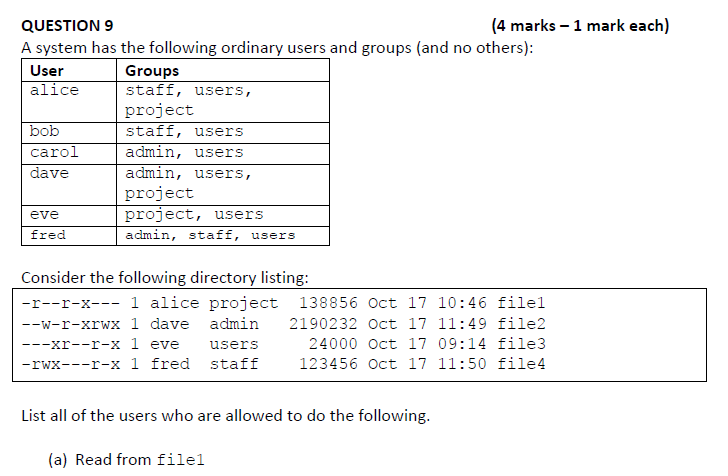 QUESTION 9 (4 marks – 1 mark each)
A system has the following ordinary users and groups (and no others):
User Groups
alice staff, users,
project
bob staff, users
carol admin, users
dave admin, users,
project
eve project, users
fred admin, staff, users
Consider the following directory listing:
-r--r-x--- 1 alice project 138856 Oct 17 10:46 file1
--w-r-xrwx 1 dave admin 2190232 Oct 17 11:49 file2
---xr--r-x 1 eve users 24000 Oct 17 09:14 file3
-rwx---r-x 1 fred staff 123456 Oct 17 11:50 file4
List all of the users who are allowed to do the following.
(a) Read from file1